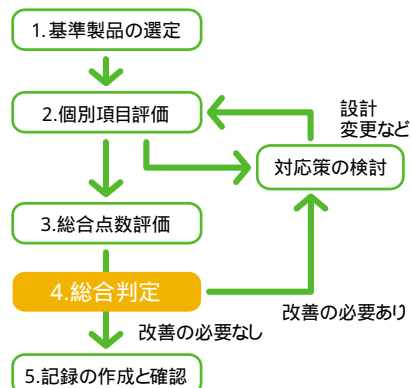 1.基準製品の選定
2.個別項目評価
設計
変更など
対応策の検討
3.総合点数評価
4.総合判定
改善の必要あり
改善の必要なし
5.記録の作成と確認